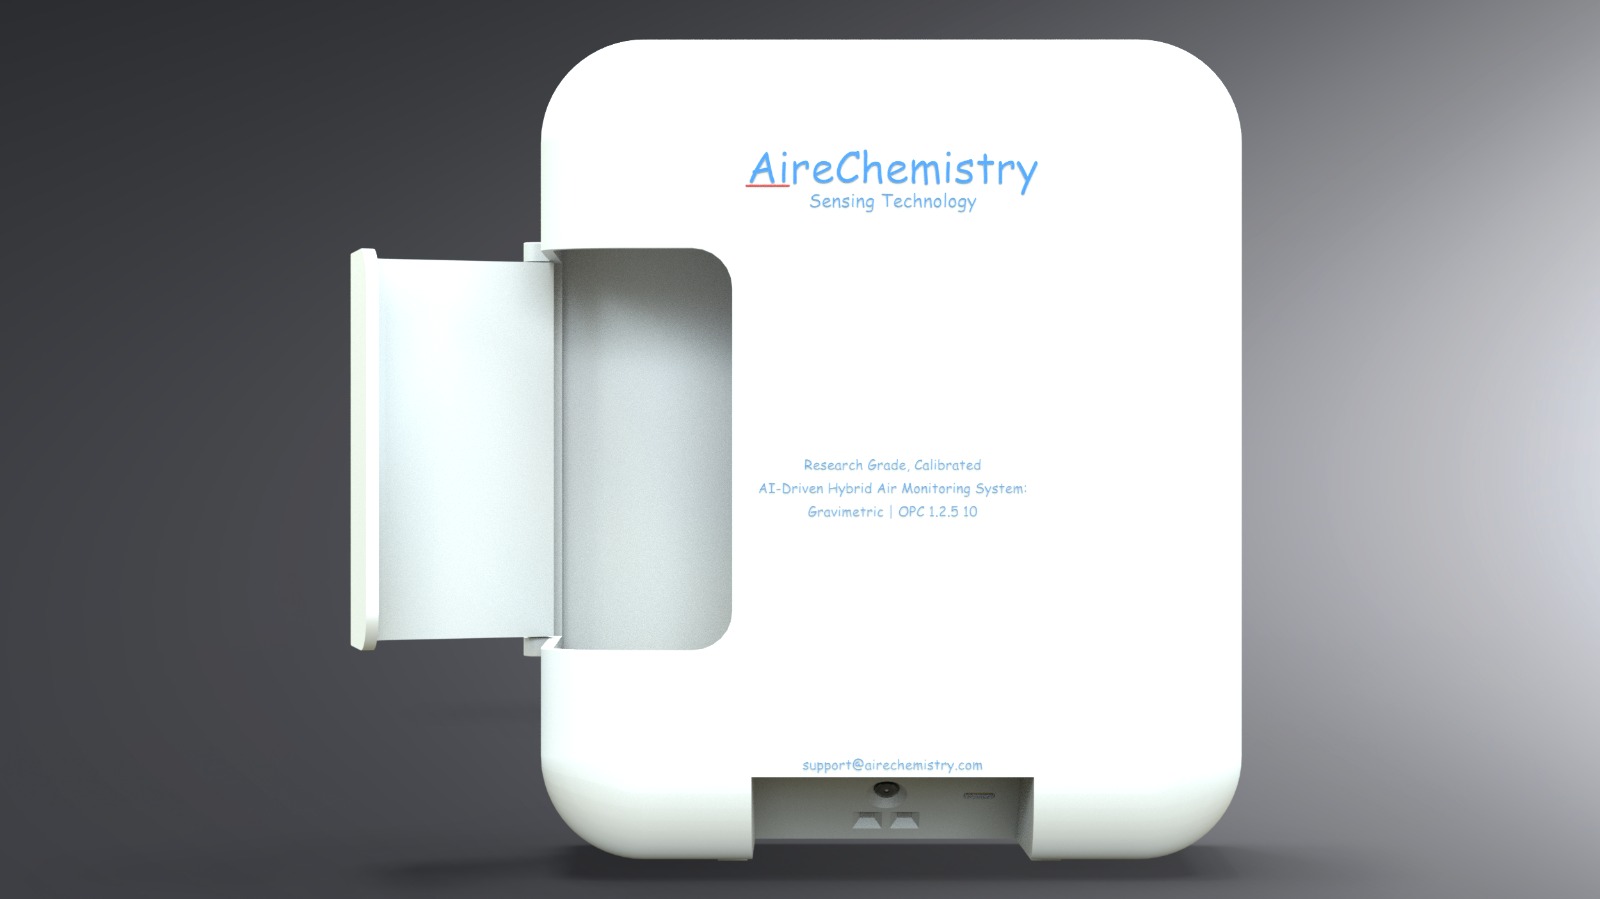 AireChemistry
Sensing Technology
Research Grade, Calibrated
AI-Driven Hybrid Air Monitoring System:
Gravimetric | OPC 1.2.5 10
support@airechemistry.com